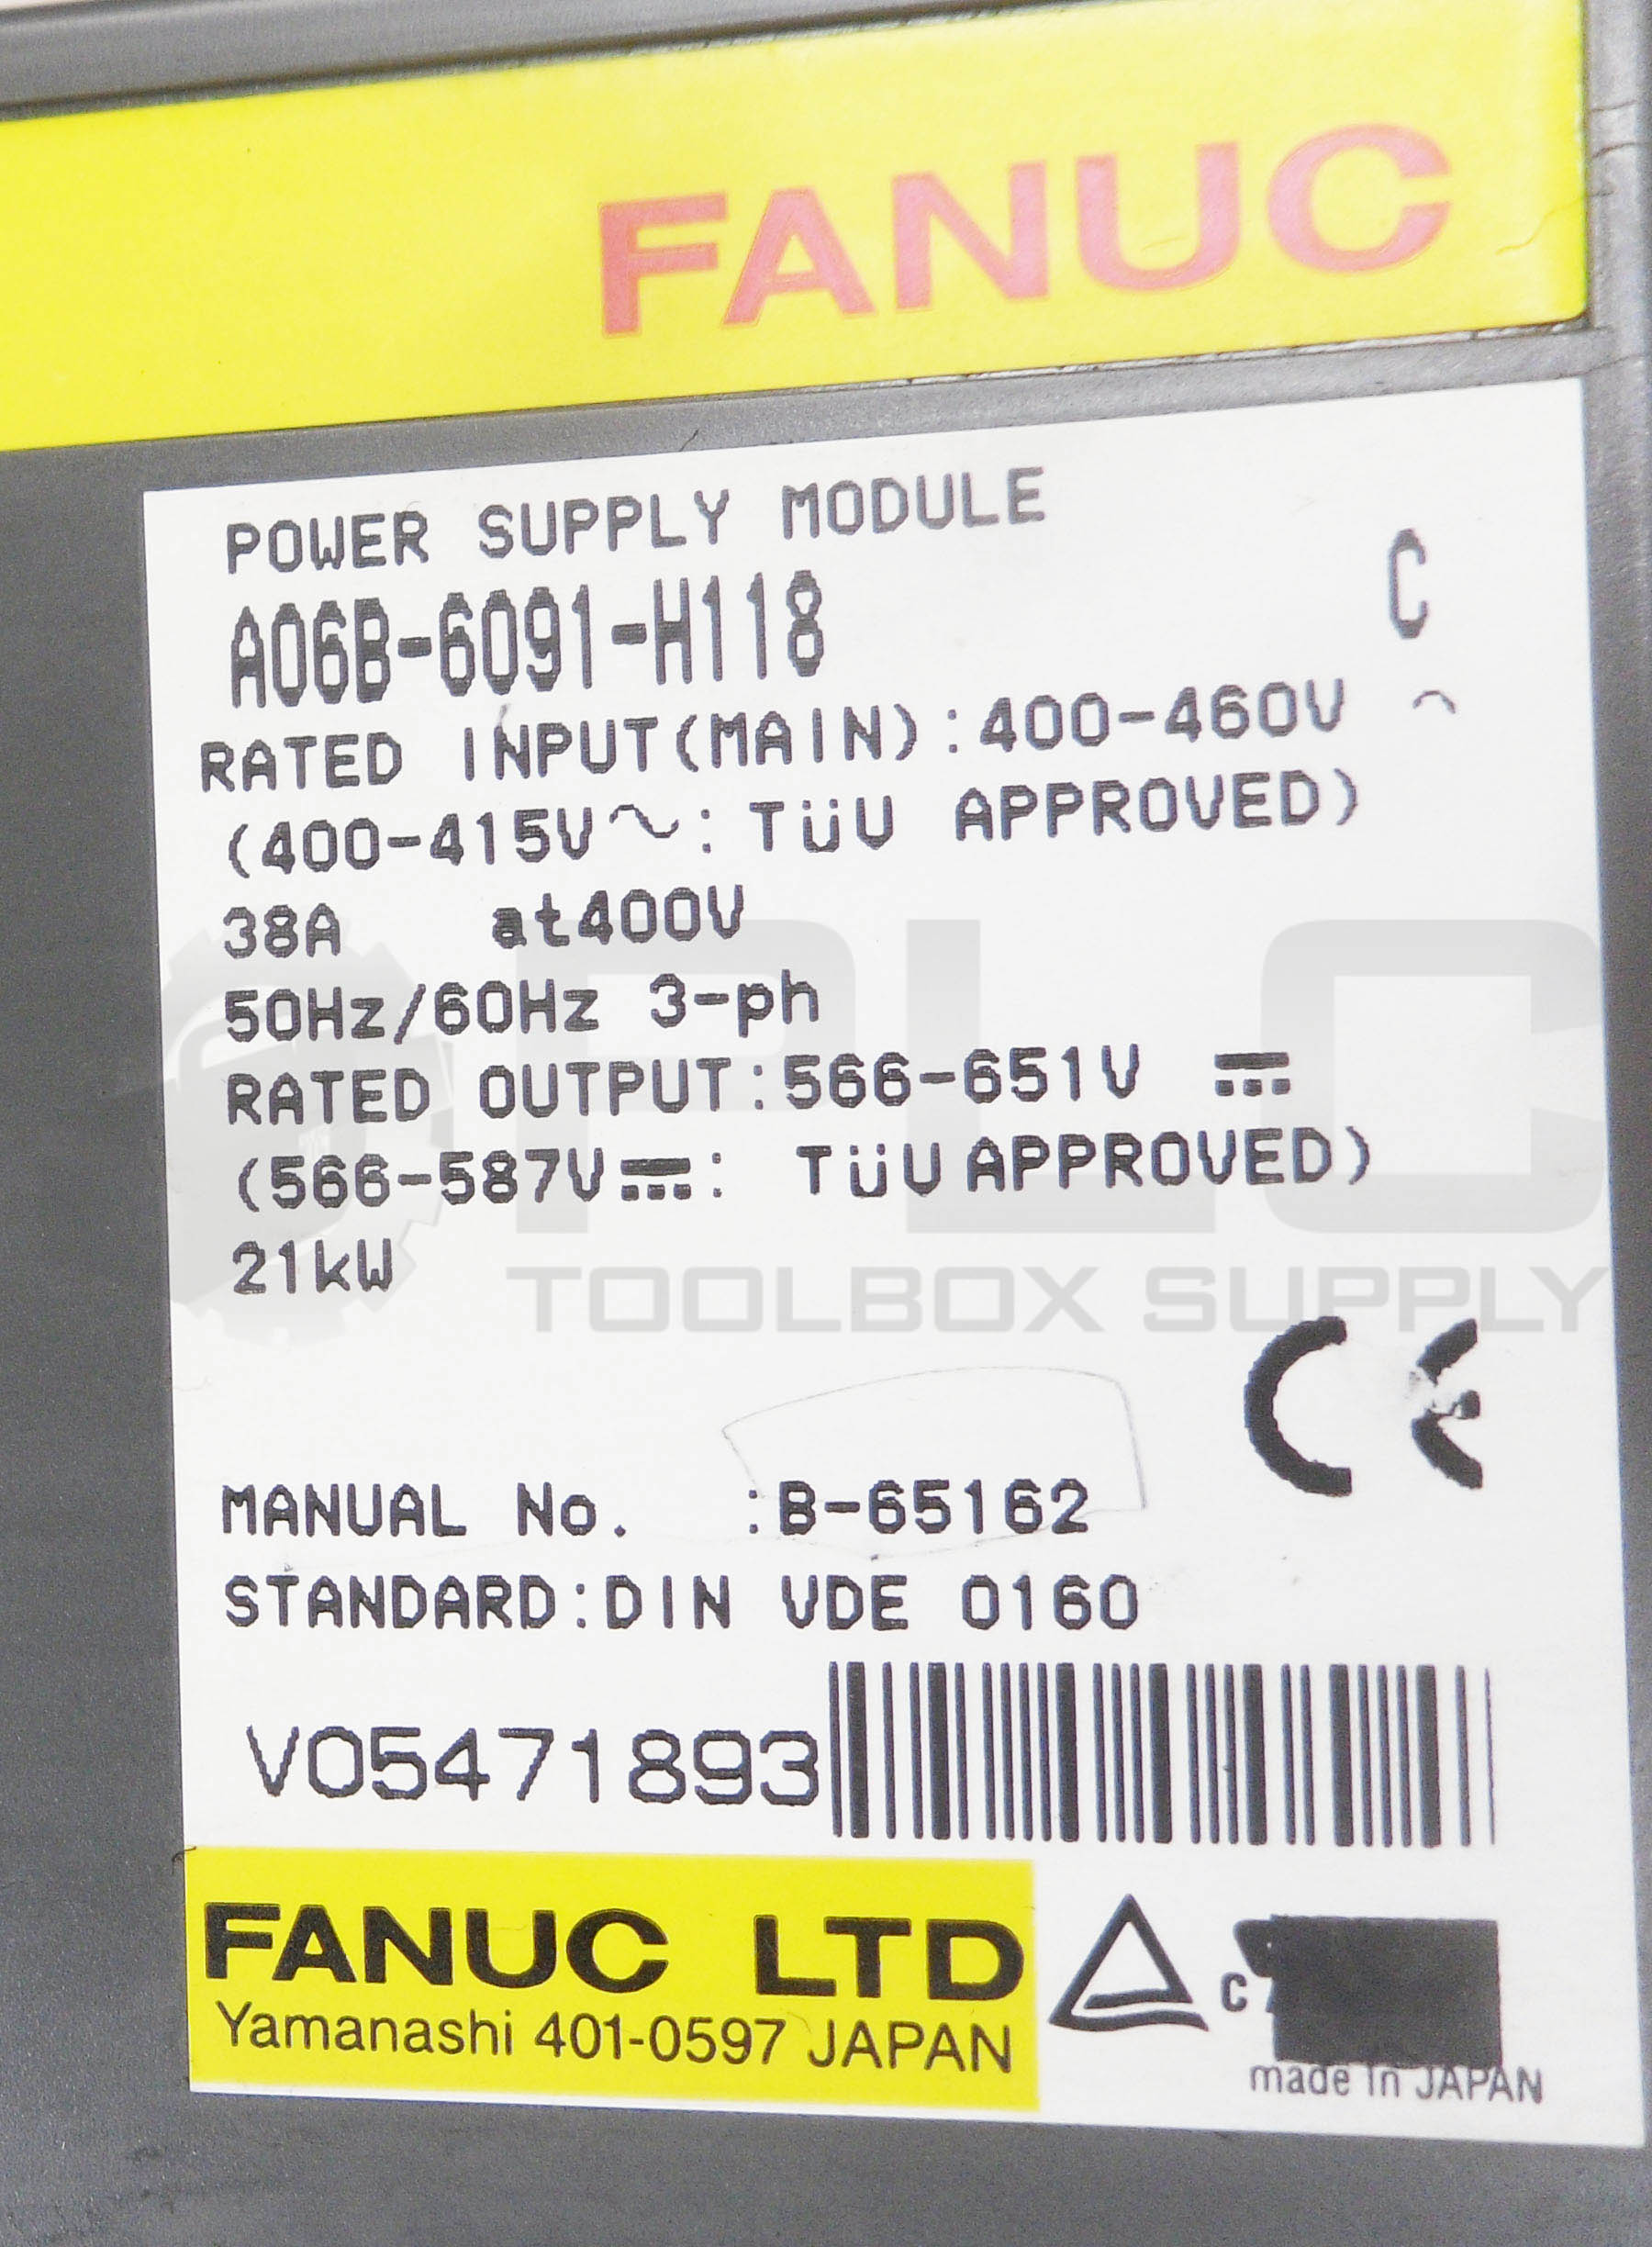 FANUC
POWER SUPPLY MODULE
A06B-6091-H118 C
RATED INPUT(MAIN):400-460V ~
(400-415V~: TüV APPROVED)
38A at400V
50Hz/60Hz 3-ph
RATED OUTPUT:566-651V ⎓
(566-587V⎓: TüV APPROVED)
21kW
PLC
TOOLBOX SUPPLY
CE
MANUAL No. :B-65162
STANDARD:DIN VDE 0160
V05471893
FANUC LTD
Yamanashi 401-0597 JAPAN
c
made in JAPAN